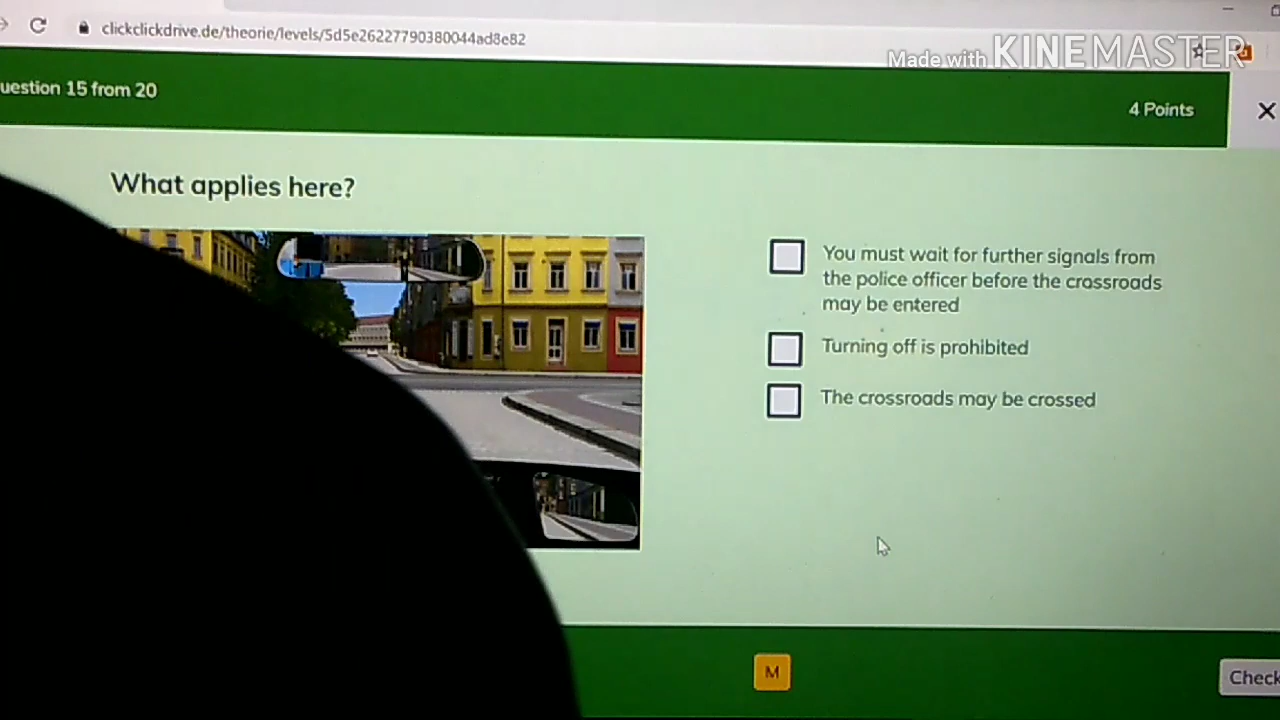 clickclickdrive.de/theorie/levels/5d5e26227790380044ad8e82
Made with KINEMASTER
uestion 15 from 20
4 Points
What applies here?
You must wait for further signals from
the police officer before the crossroads
may be entered
Turning off is prohibited
The crossroads may be crossed
M
Check